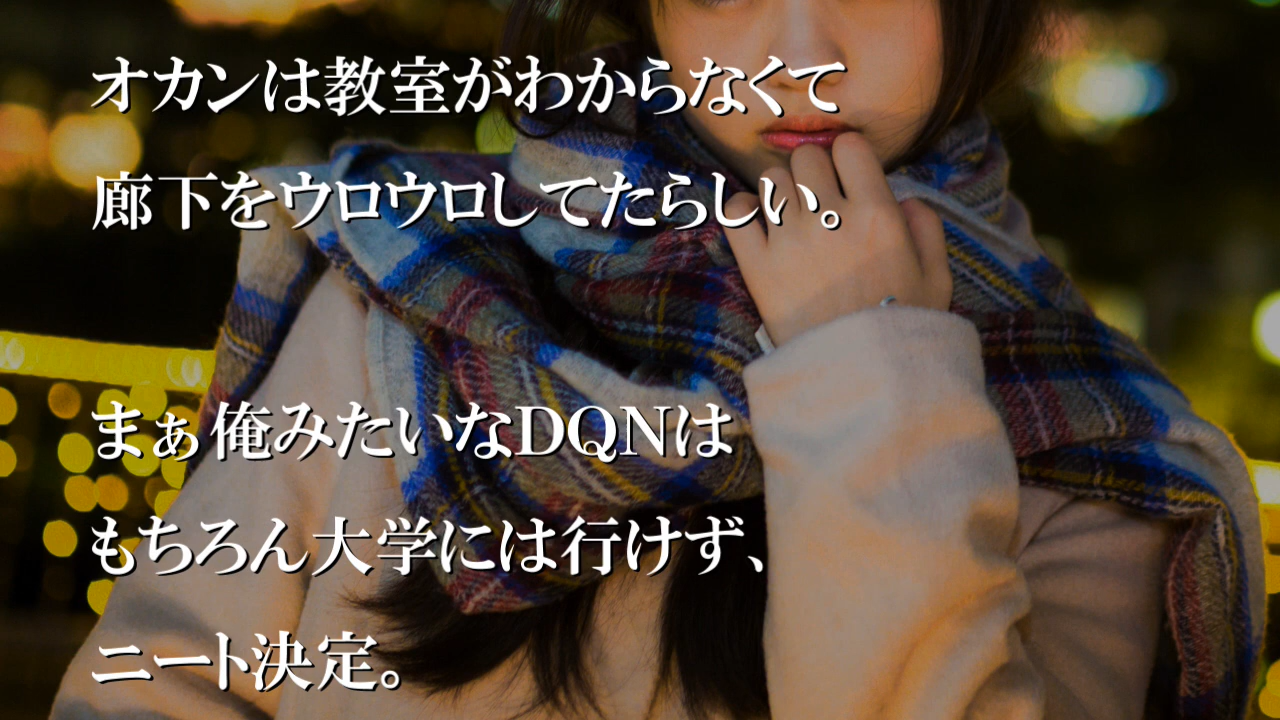 オカンは教室がわからなくて
廊下をウロウロしてたらしい。
まぁ俺みたいなDQNは
もちろん大学には行けず、
ニート決定。